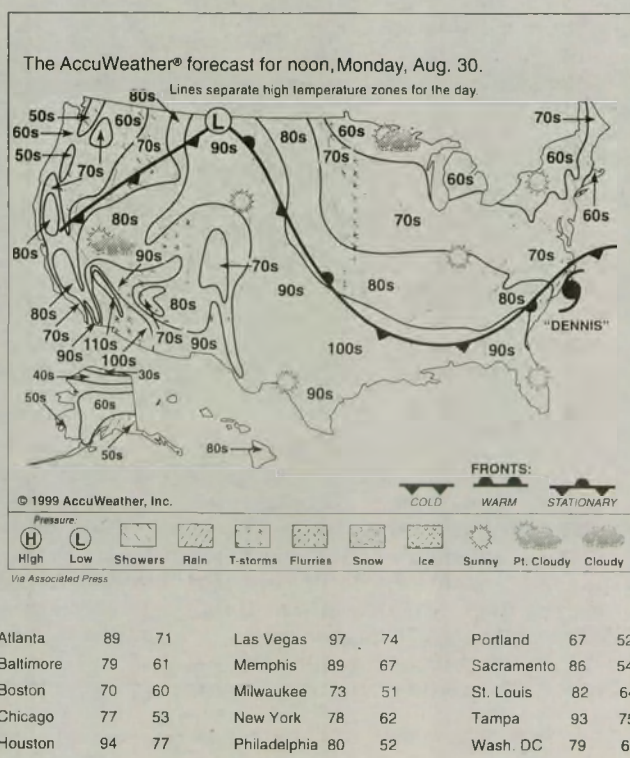 The AccuWeather® forecast for noon, Monday, Aug. 30.
Lines separate high temperature zones for the day.
50s
60s
50s
70s
60s
80s
70s
L
90s
80s
60s
70s
60s
60s
70s
60s
80s
80s
90s
70s
70s
70s
80s
80s
90s
80s
80s
"DENNIS"
80s
70s
90s
110s
100s
70s
90s
100s
90s
90s
40s
30s
50s
60s
50s
80s
FRONTS:
COLD WARM STATIONARY
© 1999 AccuWeather, Inc.
Pressure:
H L
High Low Showers Rain T-storms Flurries Snow Ice Sunny Pt. Cloudy Cloudy
Via Associated Press
Atlanta 89 71 Las Vegas 97 74 Portland 67 52
Baltimore 79 61 Memphis 89 67 Sacramento 86 54
Boston 70 60 Milwaukee 73 51 St. Louis 82 64
Chicago 77 53 New York 78 62 Tampa 93 75
Houston 94 77 Philadelphia 80 52 Wash. DC 79